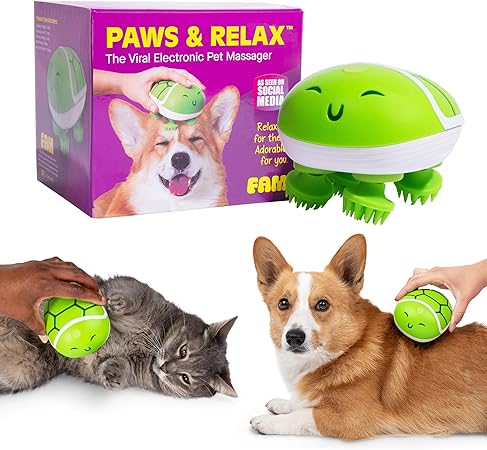 PAWS & RELAX™
The Viral Electronic Pet Massager
AS SEEN ON
SOCIAL
MEDIA
Relax
for the
Adorable
for you.
FAM
FAM